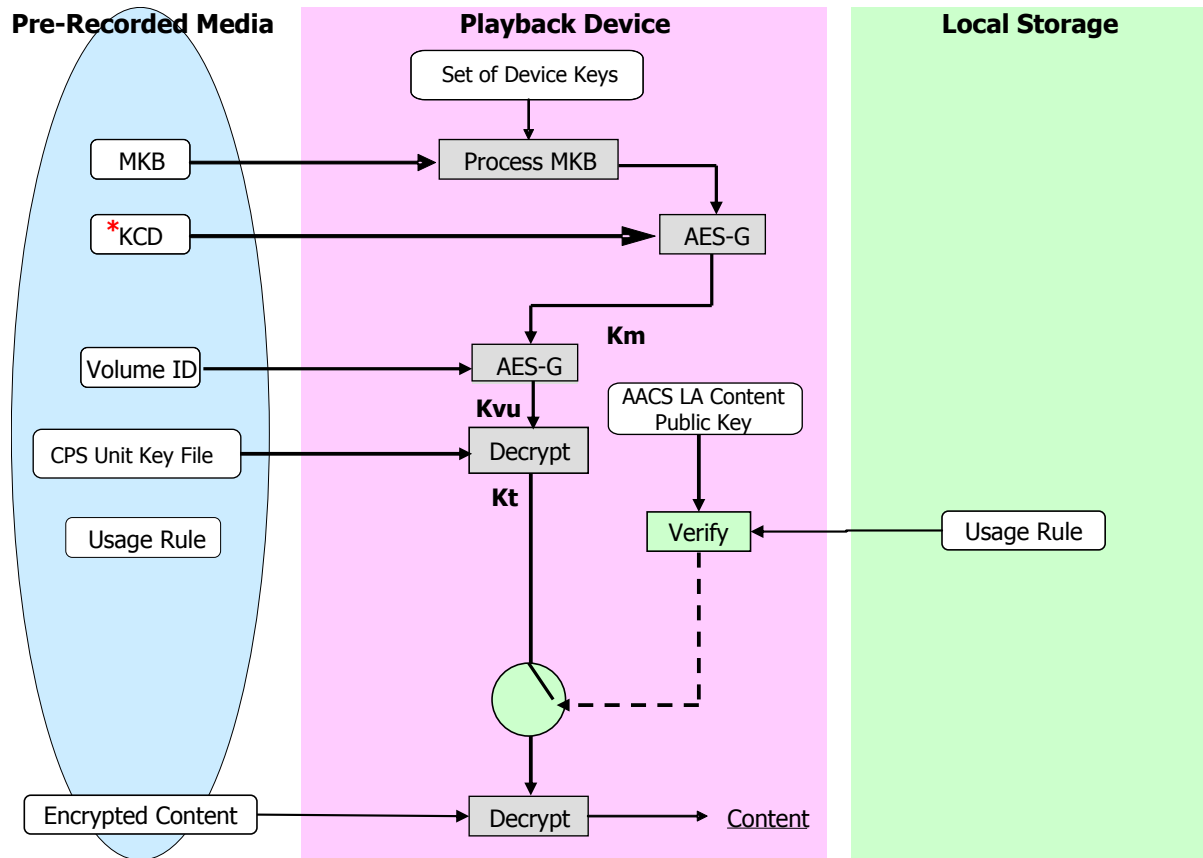 Pre-Recorded Media
Playback Device
Local Storage
Set of Device Keys
MKB
Process MKB
*KCD
AES-G
Km
Volume ID
AES-G
Kvu
AACS LA Content
Public Key
CPS Unit Key File
Decrypt
Kt
Usage Rule
Verify
Usage Rule
Encrypted Content
Decrypt
Content